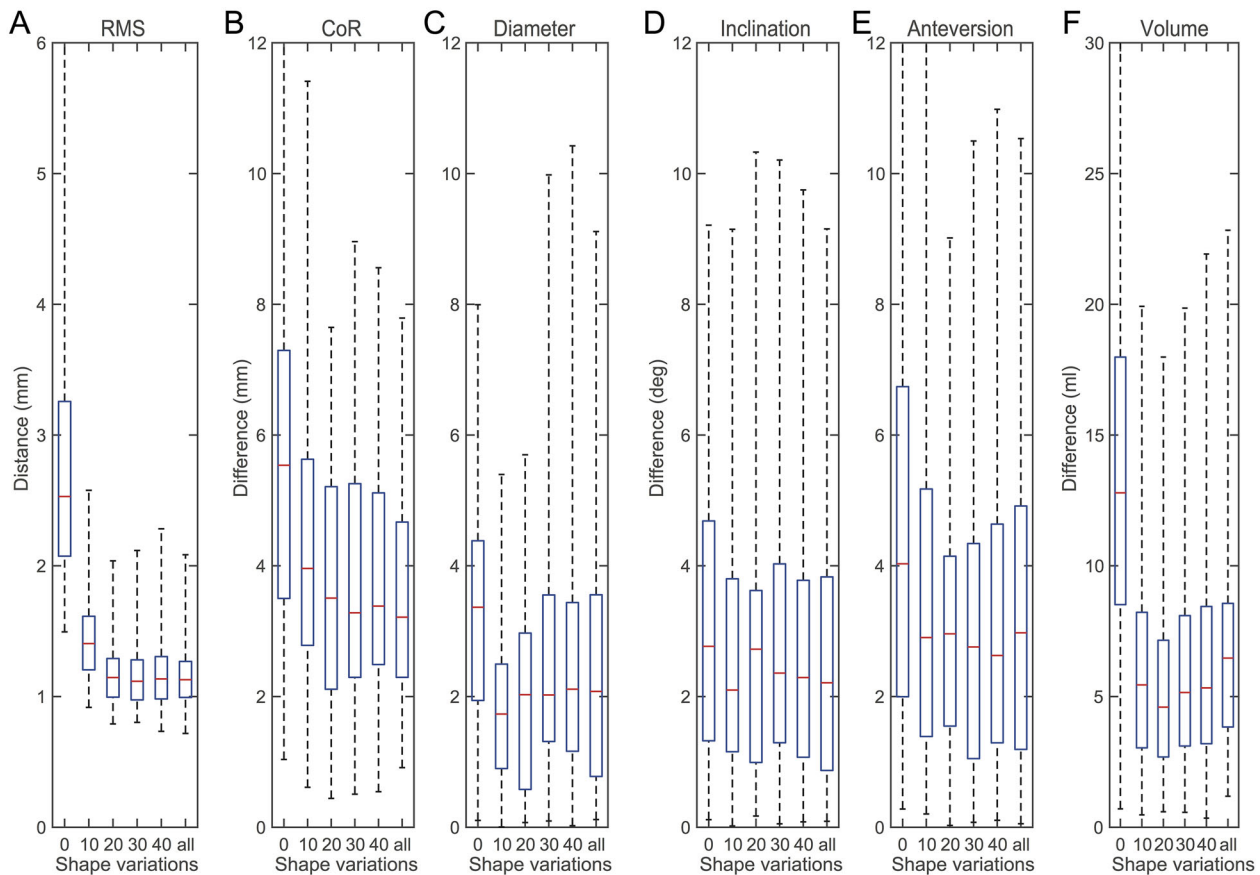 A RMS B CoR C Diameter D Inclination E Anteversion F Volume
6 12 12 12 12 30
5 10 10 10 10 25
4 8 8 8 8 20
Distance (mm) Difference (mm) Difference (deg) Difference (ml)
3 6 6 6 6 15
2 4 4 4 4 10
1 2 2 2 2 5
0 0 0 0 0 0
0 10 20 30 40 all 0 10 20 30 40 all 0 10 20 30 40 all 0 10 20 30 40 all 0 10 20 30 40 all 0 10 20 30 40 all
Shape variations Shape variations Shape variations Shape variations Shape variations Shape variations